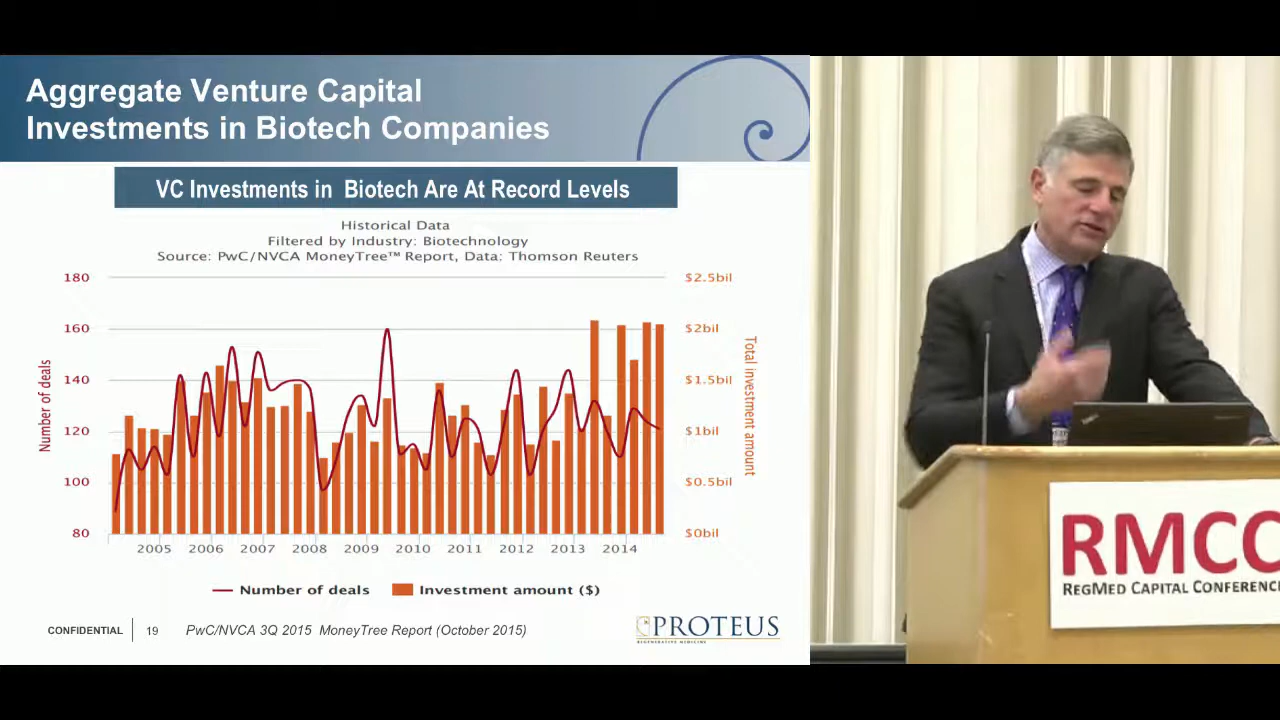 Aggregate Venture Capital
Investments in Biotech Companies
VC Investments in Biotech Are At Record Levels
Historical Data
Filtered by Industry: Biotechnology
Source: PwC/NVCA MoneyTree™ Report, Data: Thomson Reuters
180
160
140
120
100
80
Number of deals
$2.5bil
$2bil
$1.5bil
$1bil
$0.5bil
$0bil
Total investment amount
2005 2006 2007 2008 2009 2010 2011 2012 2013 2014
Number of deals Investment amount ($)
CONFIDENTIAL 19 PwC/NVCA 3Q 2015 MoneyTree Report (October 2015)
PROTEUS
REGENERATIVE MEDICINE
ThinkPad
RMCC
REGMED CAPITAL CONFERENCE